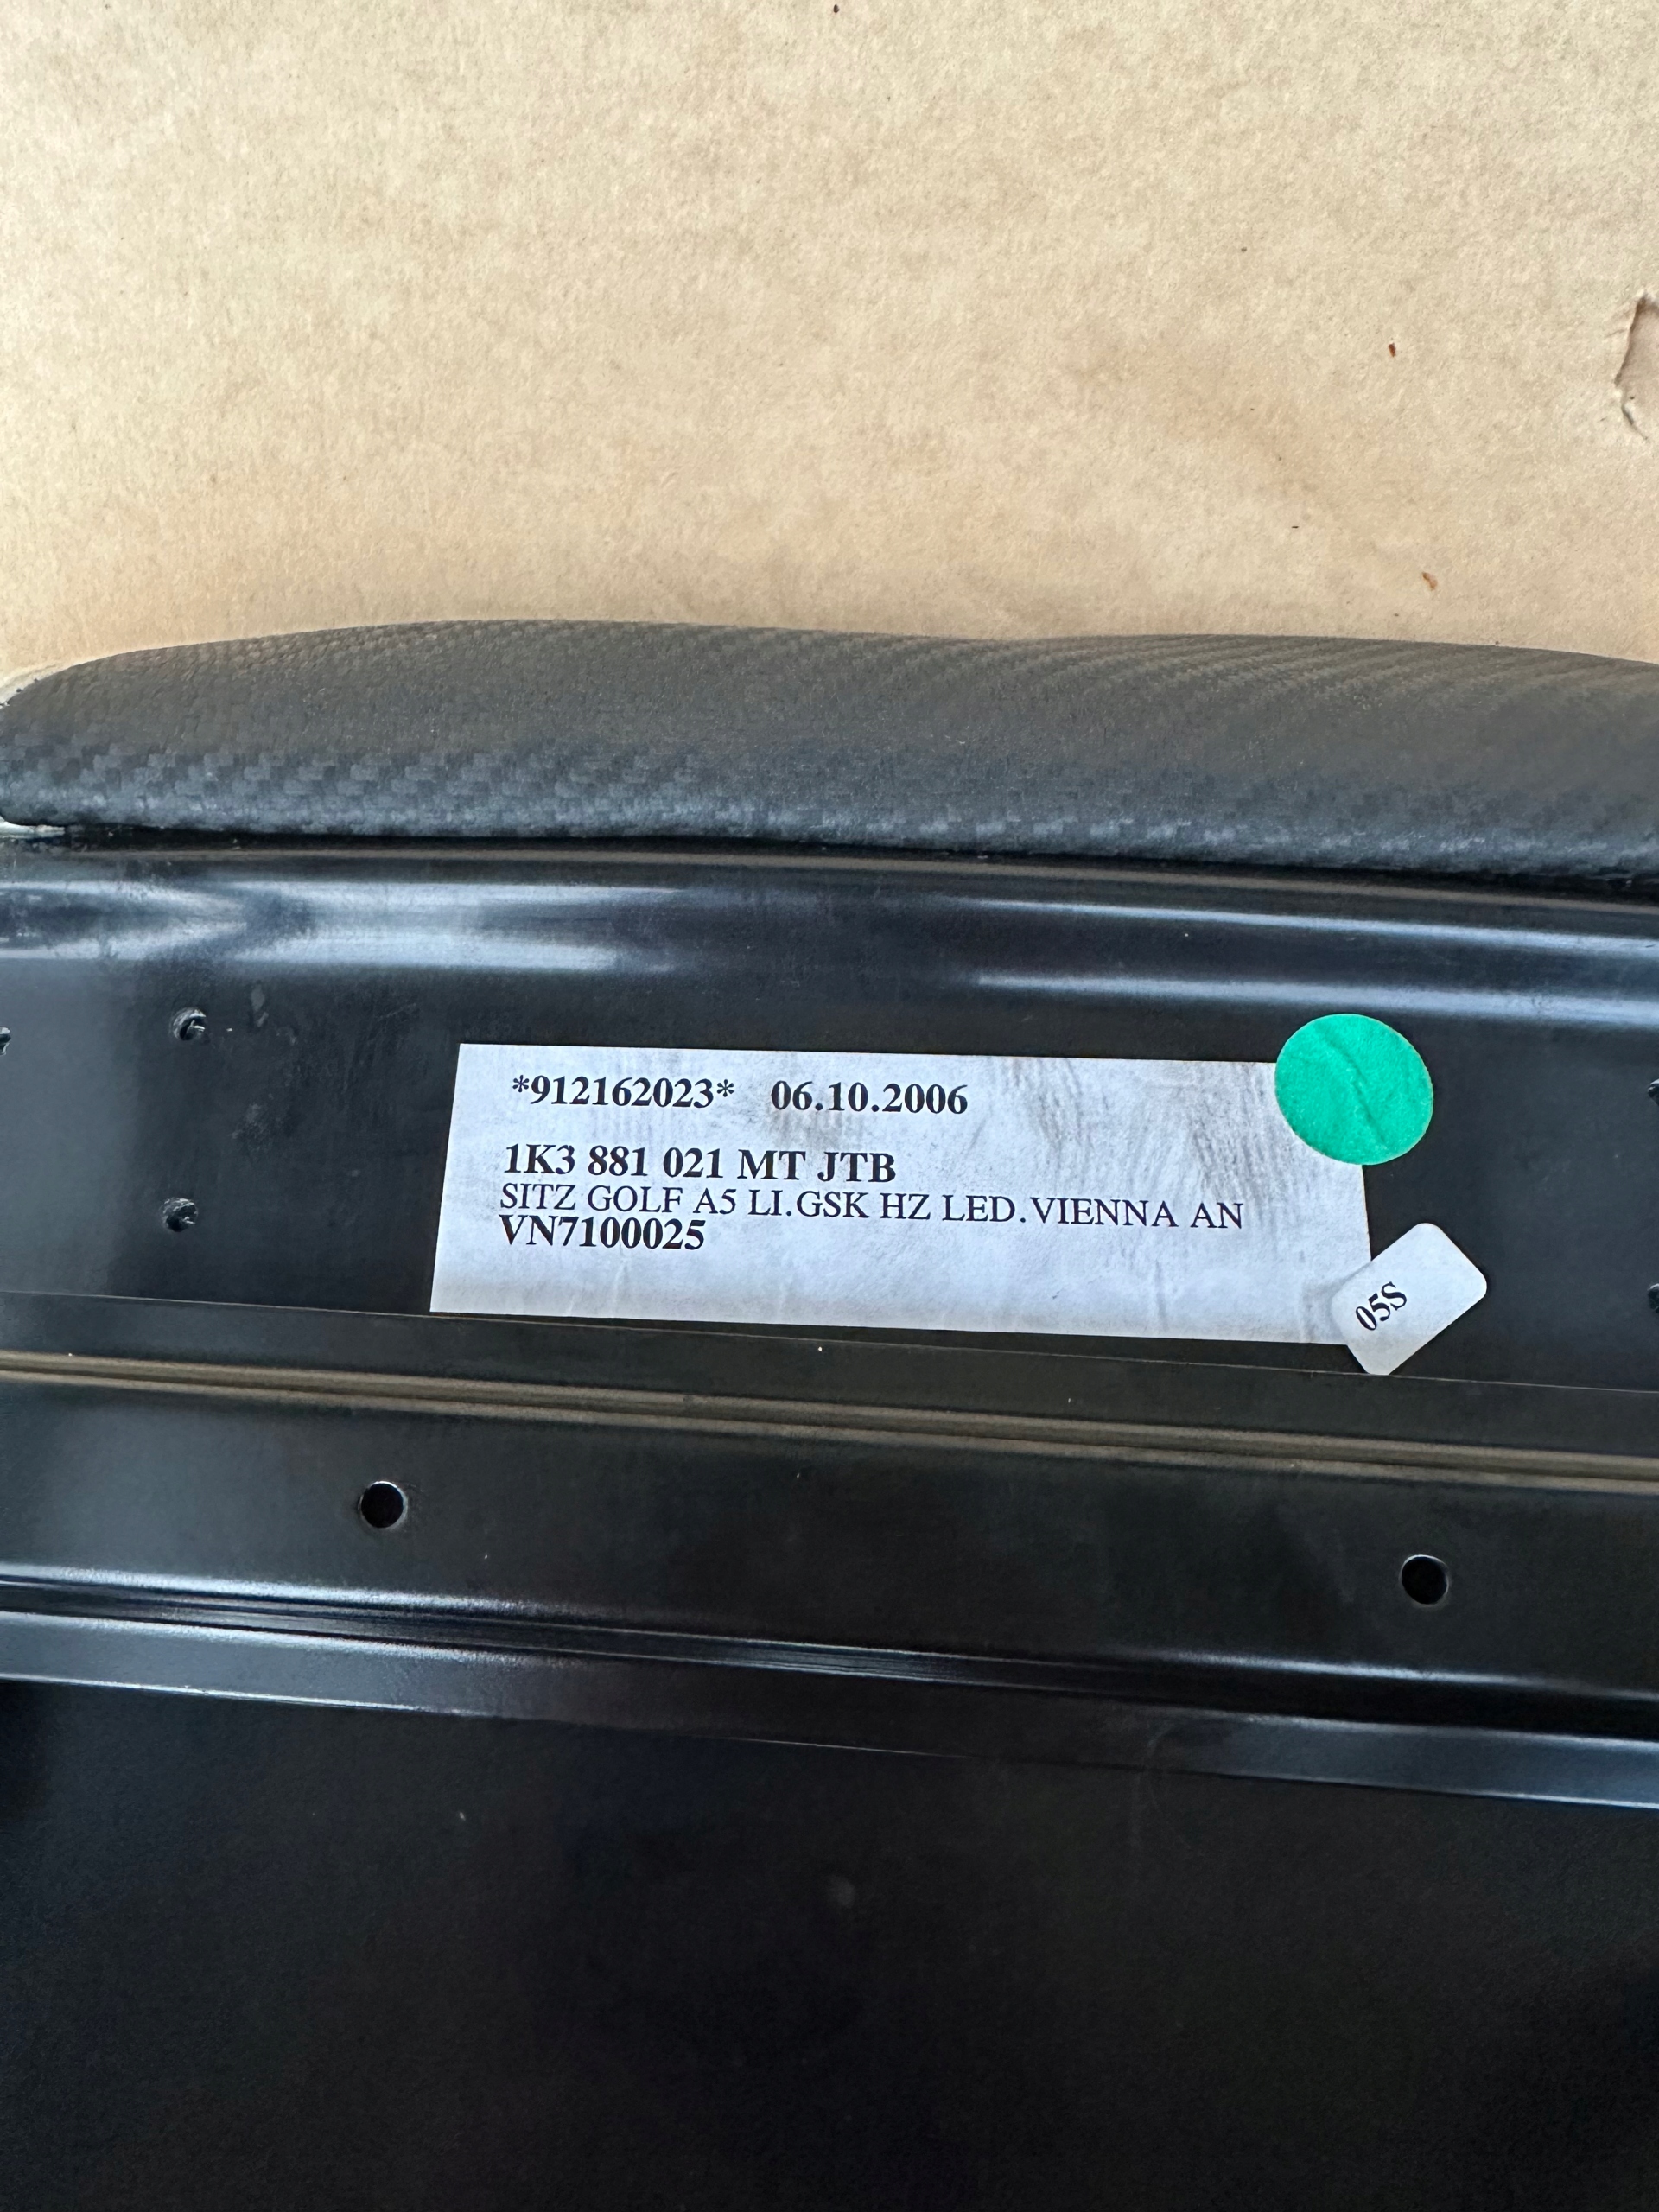 *912162023* 06.10.2006
1K3 881 021 MT JTB
SITZ GOLF A5 LI.GSK HZ LED.VIENNA AN
VN7100025
05S